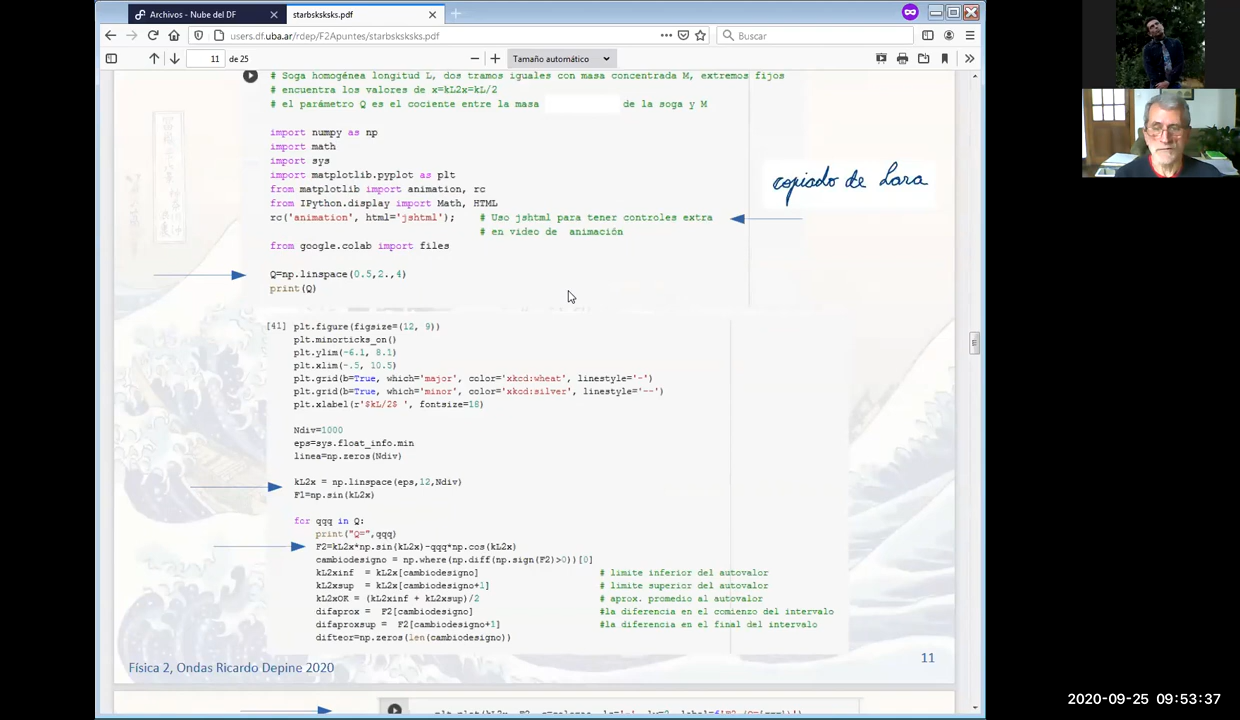 Archivos - Nube del DF
starbsksksks.pdf
users.df.uba.ar/rdep/F2Apuntes/starbsksksks.pdf
Buscar
11 de 25
Tamaño automático
# Soga homogénea longitud L, dos tramos iguales con masa concentrada M, extremos fijos
# encuentra los valores de x=kL2x=kL/2
# el parámetro Q es el cociente entre la masa de la soga y M
import numpy as np
import math
import sys
import matplotlib.pyplot as plt
from matplotlib import animation, rc
from IPython.display import Math, HTML
rc('animation', html='jshtml'); # Uso jshtml para tener controles extra
# en video de animación
from google.colab import files
copiado de Lara
Q=np.linspace(0.5,2.,4)
print(Q)
[41] plt.figure(figsize=(12, 9))
plt.minorticks_on()
plt.ylim(-6.1, 8.1)
plt.xlim(-.5, 10.5)
plt.grid(b=True, which='major', color='xkcd:wheat', linestyle='-')
plt.grid(b=True, which='minor', color='xkcd:silver', linestyle='--')
plt.xlabel(r'$kL/2$ ', fontsize=18)
Ndiv=1000
eps=sys.float_info.min
linea=np.zeros(Ndiv)
kL2x = np.linspace(eps,12,Ndiv)
F1=np.sin(kL2x)
for qqq in Q:
print("Q=",qqq)
F2=kL2x*np.sin(kL2x)-qqq*np.cos(kL2x)
cambiodesigno = np.where(np.diff(np.sign(F2)>0))[0]
kL2xinf = kL2x[cambiodesigno] # limite inferior del autovalor
kL2xsup = kL2x[cambiodesigno+1] # limite superior del autovalor
kL2xOK = (kL2xinf + kL2xsup)/2 # aprox. promedio al autovalor
difaprox = F2[cambiodesigno] #la diferencia en el comienzo del intervalo
difaproxsup = F2[cambiodesigno+1] #la diferencia en el final del intervalo
difteor=np.zeros(len(cambiodesigno))
Física 2, Ondas Ricardo Depine 2020
11
2020-09-25 09:53:37